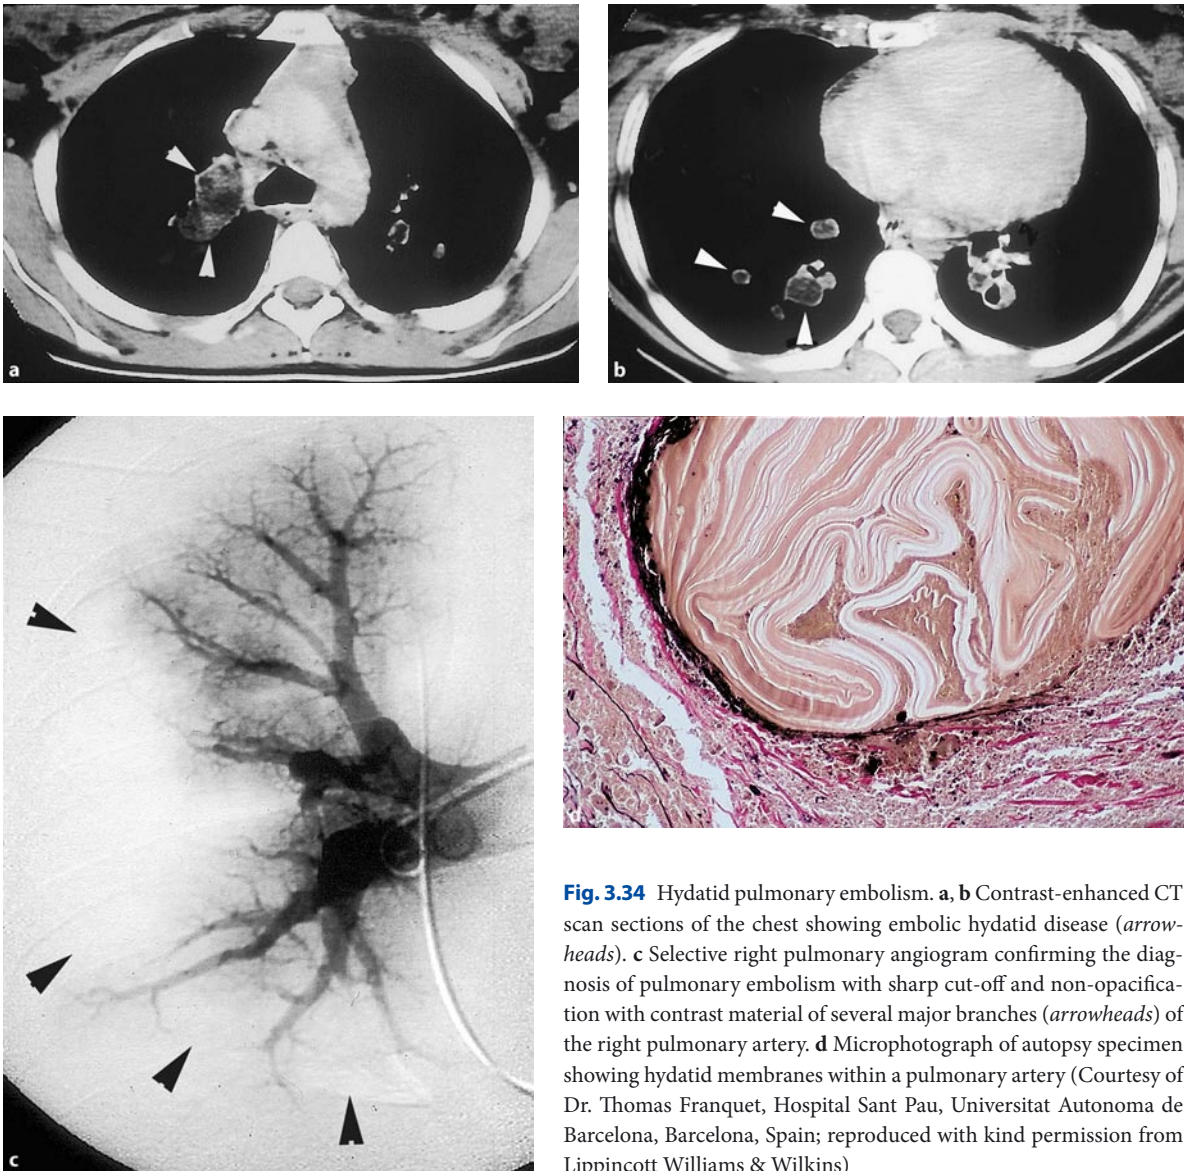 a
b
c
d
Fig. 3.34 Hydatid pulmonary embolism. a, b Contrast-enhanced CT
scan sections of the chest showing embolic hydatid disease (arrow-
heads). c Selective right pulmonary angiogram confirming the diag-
nosis of pulmonary embolism with sharp cut-off and non-opacifica-
tion with contrast material of several major branches (arrowheads) of
the right pulmonary artery. d Microphotograph of autopsy specimen
showing hydatid membranes within a pulmonary artery (Courtesy of
Dr. Thomas Franquet, Hospital Sant Pau, Universitat Autonoma de
Barcelona, Barcelona, Spain; reproduced with kind permission from
Lippincott Williams & Wilkins)